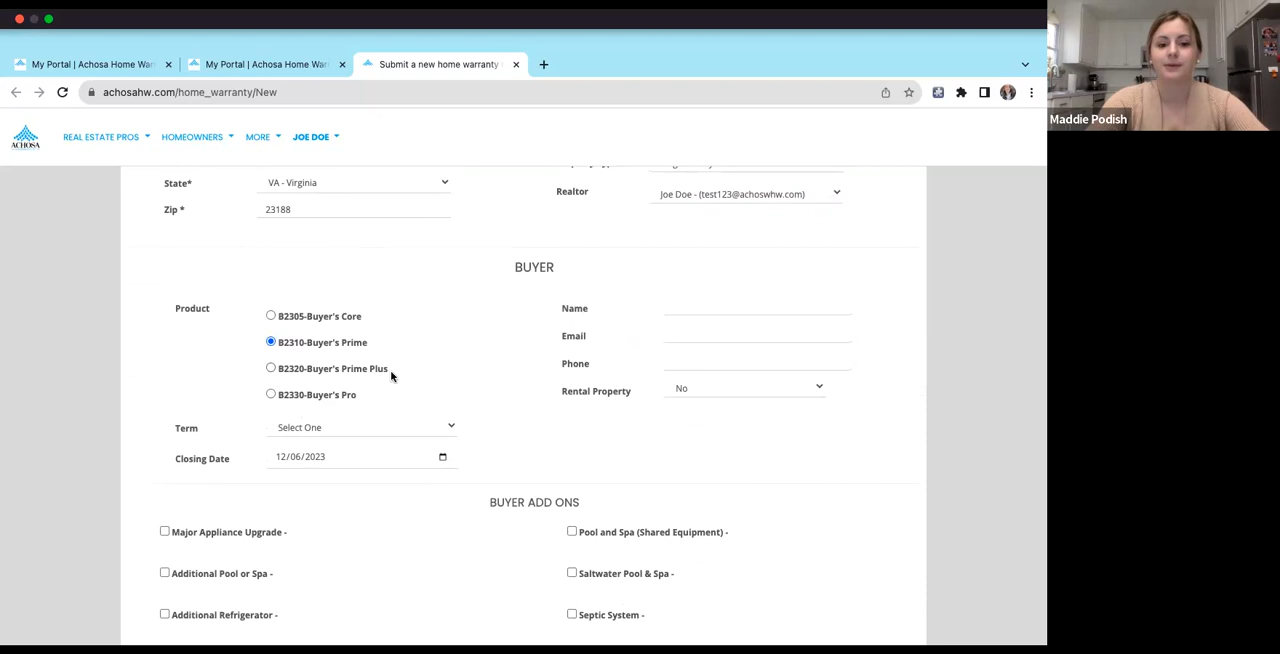 My Portal | Achosa Home War
My Portal | Achosa Home War
Submit a new home warranty
achosahw.com/home_warranty/New
Maddie Podish
ACHOSA
REAL ESTATE PROS
HOMEOWNERS
MORE
JOE DOE
State*
VA - Virginia
Realtor
Joe Doe - (test123@achoswhw.com)
Zip *
23188
BUYER
Product
B2305-Buyer's Core
B2310-Buyer's Prime
B2320-Buyer's Prime Plus
B2330-Buyer's Pro
Name
Email
Phone
Rental Property
No
Term
Select One
Closing Date
12/06/2023
BUYER ADD ONS
Major Appliance Upgrade -
Pool and Spa (Shared Equipment) -
Additional Pool or Spa -
Saltwater Pool & Spa -
Additional Refrigerator -
Septic System -